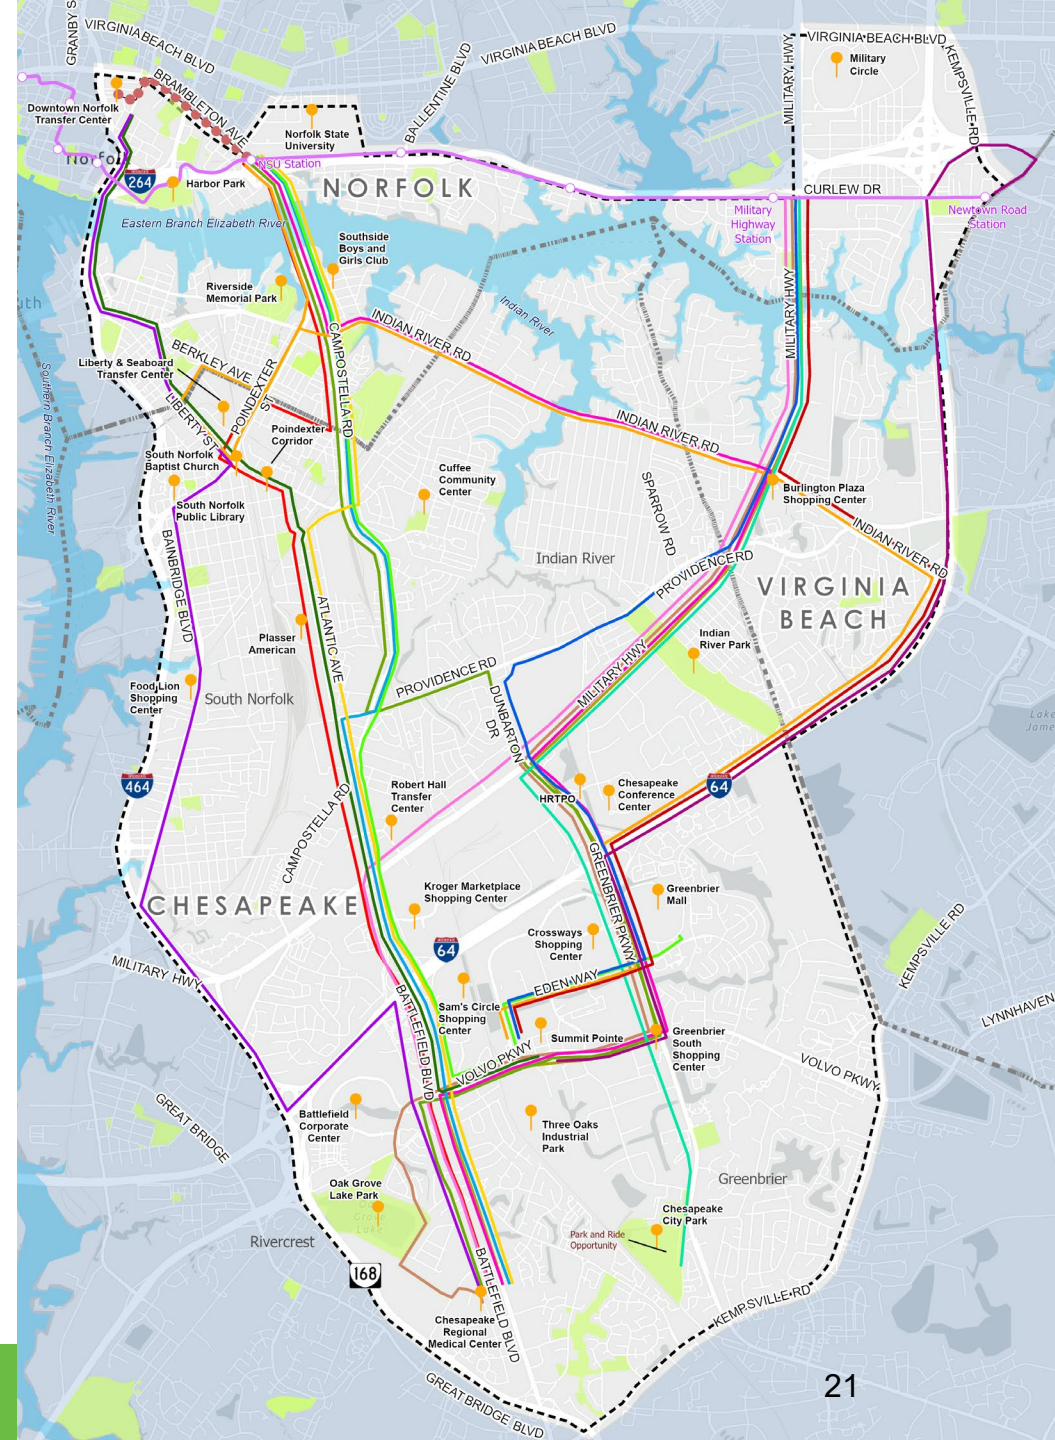 GRANBY S
VIRGINIA BEACH BLVD
VIRGINIA BEACH BLVD
BALLENTINE BLVD
MILITARY HWY
VIRGINIA BEACH BLVD
KEMPSVILLE RD
Military
Circle
BRAMBLETON AVE
Downtown Norfolk
Transfer Center
Norfolk State
University
Norfol
NSU Station
264
Harbor Park
NORFOLK
CURLEW DR
Military
Highway
Station
Newtown Road
Station
Eastern Branch Elizabeth River
Southside
Boys and
Girls Club
Riverside
Memorial Park
uth
Indian River
INDIAN RIVER RD
MILITARY HWY
CAMPOSTELLA RD
BERKLEY AVE
Liberty & Seaboard
Transfer Center
POINDEXTER
ST
LIBERTY ST
Southern Branch Elizabeth River
INDIAN RIVER RD
Poindexter
Corridor
South Norfolk
Baptist Church
Cuffee
Community
Center
SPARROW RD
Burlington Plaza
Shopping Center
South Norfolk
Public Library
INDIAN RIVER RD
BAINBRIDGE BLVD
Indian River
PROVIDENCE RD
VIRGINIA
BEACH
ATLANTIC AVE
Plasser
American
Indian
River Park
MILITARY HWY
PROVIDENCE RD
Food Lion
Shopping
Center
South Norfolk
DUNBARTON
DR
Lake
Jame
464
Robert Hall
Transfer
Center
HRTPO
Chesapeake
Conference
Center
64
CAMPOSTELLA RD
GREENBRIER PKWY
Kroger Marketplace
Shopping Center
Greenbrier
Mall
CHESAPEAKE
Crossways
Shopping
Center
64
KEMPSVILLE RD
MILITARY HWY
EDEN WAY
BATTLEFIELD BLVD
Sam's Circle
Shopping
Center
LYNNHAVEN
Summit Pointe
Greenbrier
South
Shopping
Center
VOLVO PKWY
VOLVO PKWY
GREAT BRIDGE
Battlefield
Corporate
Center
Three Oaks
Industrial
Park
Oak Grove
Lake Park
Oak
Grove
Lake
Greenbrier
Chesapeake
City Park
Park and Ride
Opportunity
Rivercrest
168
BATTLEFIELD BLVD
KEMPSVILLE RD
Chesapeake
Regional
Medical Center
GREAT BRIDGE BLVD
21